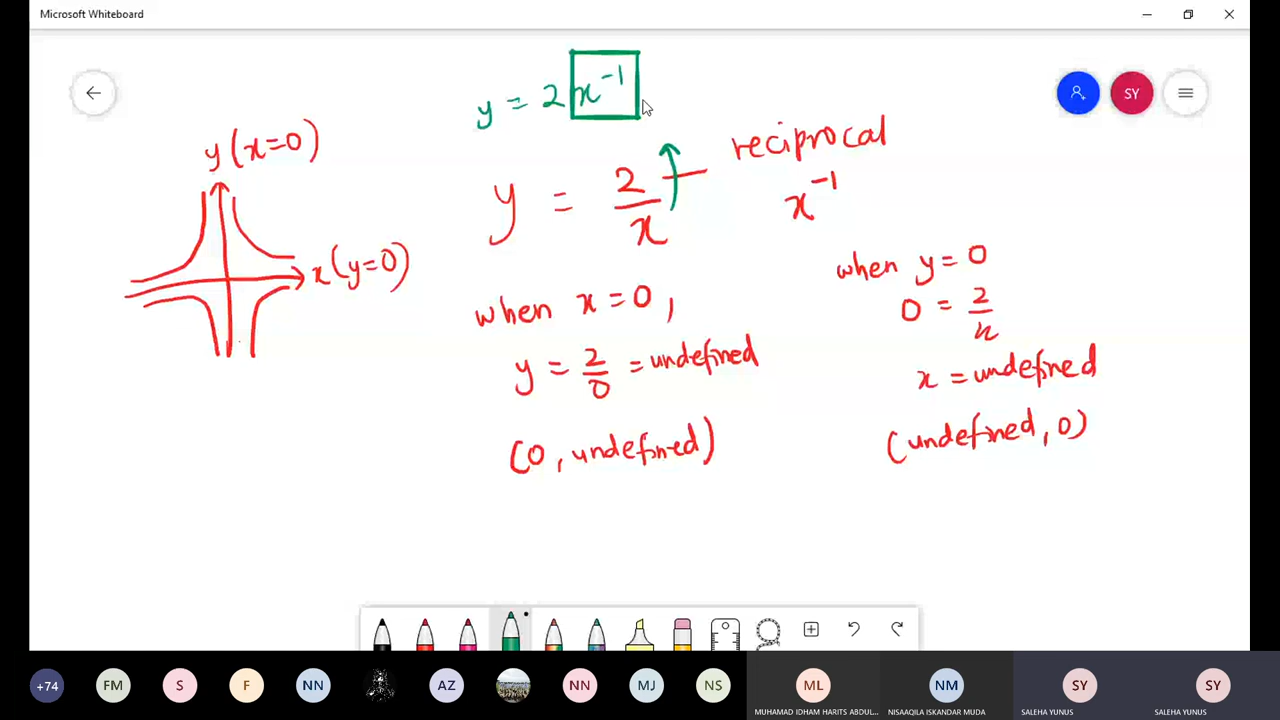 Microsoft Whiteboard
y = 2 x⁻¹
SY
y (x=0)
reciprocal
y = 2/x
x⁻¹
x (y=0)
when y = 0
when x = 0,
0 = 2/x
y = 2/0 = undefined
x = undefined
(0, undefined)
(undefined, 0)
+74
FM
S
F
NN
AZ
NN
MJ
NS
ML
NM
SY
SY
MUHAMAD IDHAM HARITS ABDUL...
NISAAQILA ISKANDAR MUDA
SALEHA YUNUS
SALEHA YUNUS